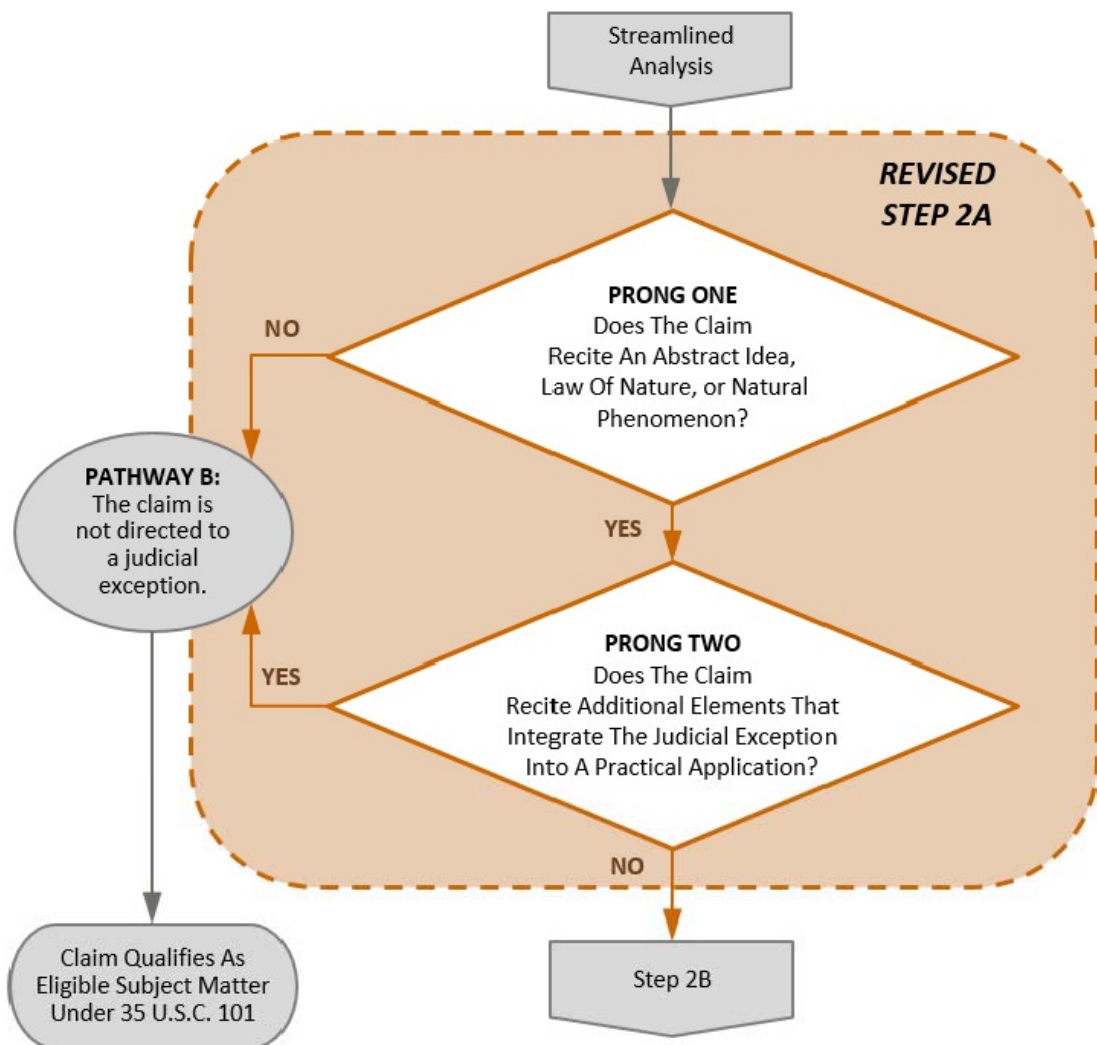 Streamlined
Analysis
REVISED
STEP 2A
PRONG ONE
Does The Claim
Recite An Abstract Idea,
Law Of Nature, or Natural
Phenomenon?
NO
YES
PATHWAY B:
The claim is
not directed to
a judicial
exception.
PRONG TWO
Does The Claim
Recite Additional Elements That
Integrate The Judicial Exception
Into A Practical Application?
YES
NO
Claim Qualifies As
Eligible Subject Matter
Under 35 U.S.C. 101
Step 2B